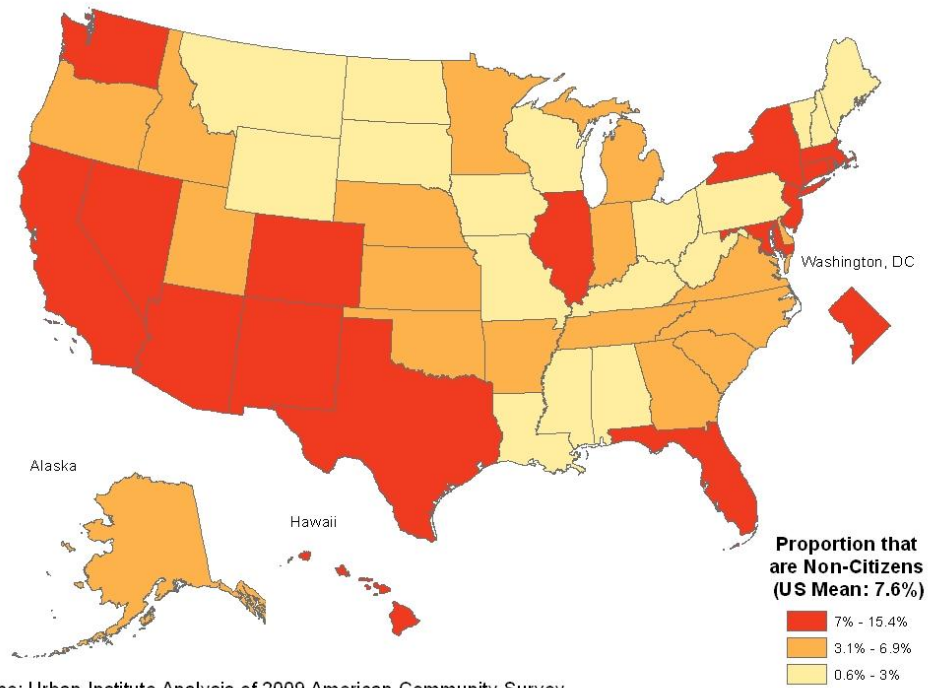 Washington, DC
Alaska
Hawaii
Proportion that
are Non-Citizens
(US Mean: 7.6%)
7% - 15.4%
3.1% - 6.9%
0.6% - 3%
Urban Institute Analysis of 2009 American Community Survey